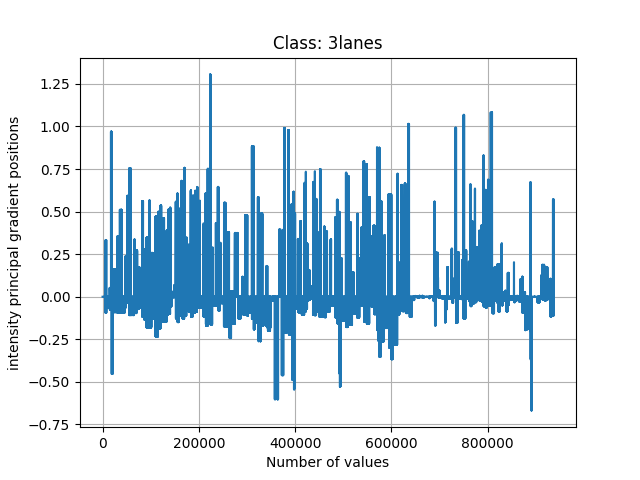 Class: 3lanes
intensity principal gradient positions
1.25
1.00
0.75
0.50
0.25
0.00
−0.25
−0.50
−0.75
0 200000 400000 600000 800000
Number of values